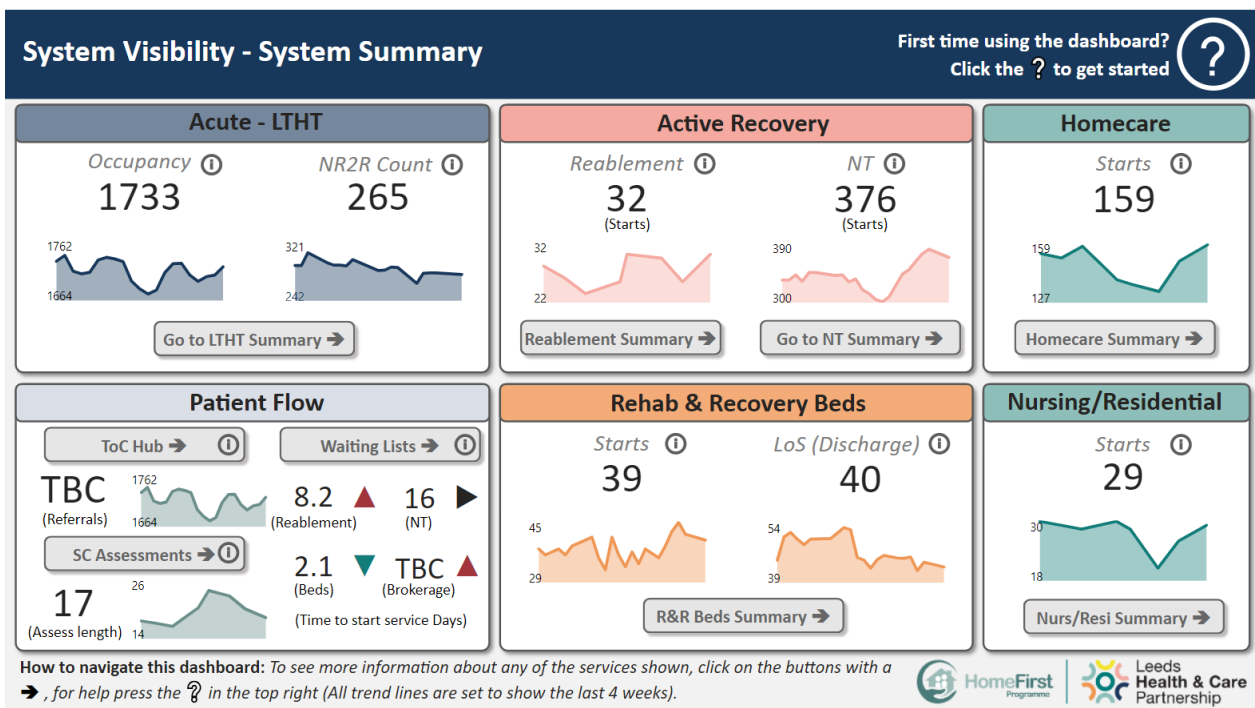 System Visibility - System Summary
First time using the dashboard?
Click the ? to get started
?
Acute - LTHT
Occupancy i
1733
1762
1664
NR2R Count i
265
321
242
Go to LTHT Summary →
Active Recovery
Reablement i
32
(Starts)
32
22
Reablement Summary →
NT i
376
(Starts)
390
300
Go to NT Summary →
Homecare
Starts i
159
159
127
Homecare Summary →
Patient Flow
ToC Hub → i
TBC
(Referrals)
1762
1664
SC Assessments → i
17
(Assess length)
26
14
Waiting Lists → i
8.2
(Reablement)
16
(NT)
2.1
(Beds)
TBC
(Brokerage)
(Time to start service Days)
Rehab & Recovery Beds
Starts i
39
45
29
LoS (Discharge) i
40
54
39
R&R Beds Summary →
Nursing/Residential
Starts i
29
30
18
Nurs/Resi Summary →
How to navigate this dashboard: To see more information about any of the services shown, click on the buttons with a
→ , for help press the ? in the top right (All trend lines are set to show the last 4 weeks).
HomeFirst
Programme
Leeds
Health & Care
Partnership